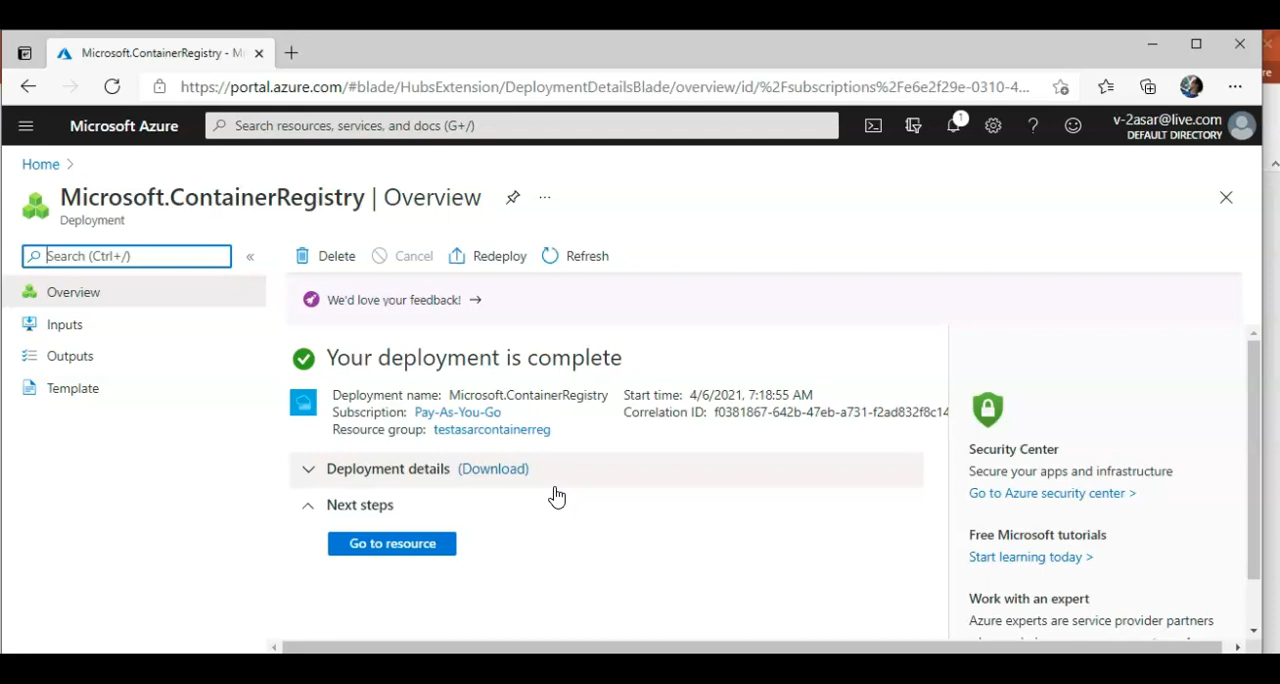 Microsoft.ContainerRegistry - Mi
https://portal.azure.com/#blade/HubsExtension/DeploymentDetailsBlade/overview/id/%2Fsubscriptions%2Fe6e2f29e-0310-4...
Microsoft Azure
Search resources, services, and docs (G+/)
1
v-2asar@live.com
DEFAULT DIRECTORY
Home
Microsoft.ContainerRegistry | Overview
Deployment
Search (Ctrl+/)
Delete
Cancel
Redeploy
Refresh
Overview
Inputs
Outputs
Template
We'd love your feedback! →
Your deployment is complete
Deployment name: Microsoft.ContainerRegistry
Subscription: Pay-As-You-Go
Resource group: testasarcontainerreg
Start time: 4/6/2021, 7:18:55 AM
Correlation ID: f0381867-642b-47eb-a731-f2ad832f8c14
Deployment details (Download)
Next steps
Go to resource
Security Center
Secure your apps and infrastructure
Go to Azure security center >
Free Microsoft tutorials
Start learning today >
Work with an expert
Azure experts are service provider partners